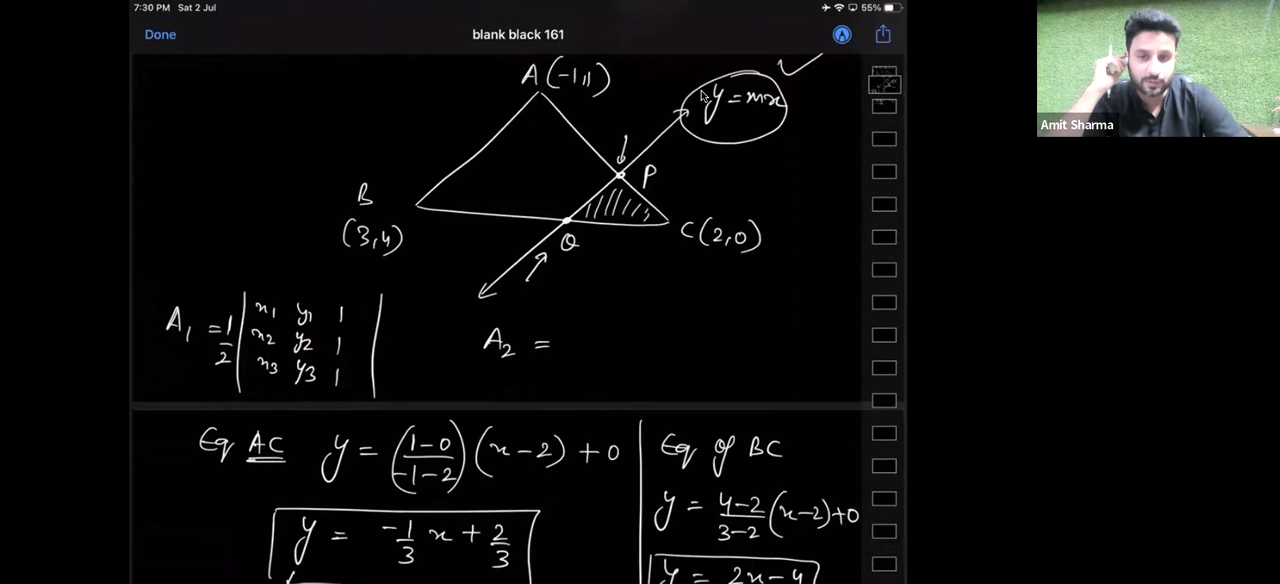 7:30 PM Sat 2 Jul
55%
Done
blank black 161
A(-1,1)
y = mx
P
B
(3,4)
C(2,0)
Q
A₁ = 1/2 | x₁ y₁ 1
x₂ y₂ 1
x₃ y₃ 1 |
A₂ =
Eq AC y = (1-0/-1-2)(x-2)+0
y = -1/3 x + 2/3
Eq of BC
y = 4-2/3-2 (x-2)+0
y = 2x-4
Amit Sharma